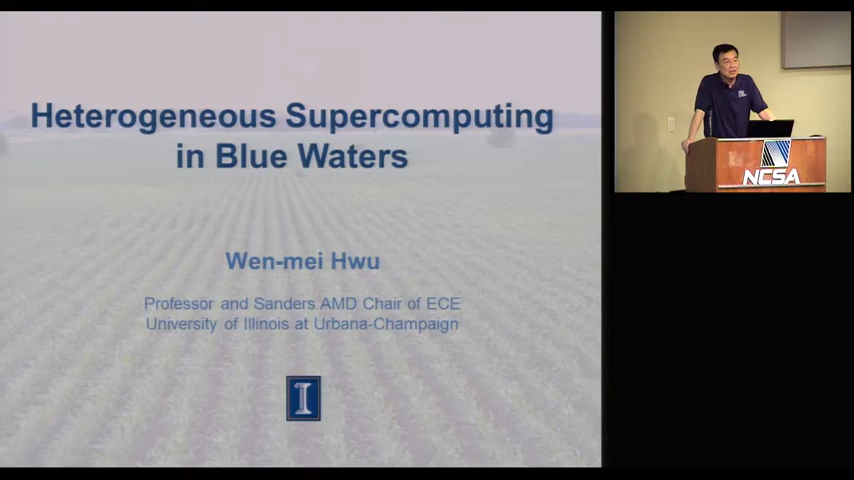 Heterogeneous Supercomputing
in Blue Waters
Wen-mei Hwu
Professor and Sanders AMD Chair of ECE
University of Illinois at Urbana-Champaign
I
NCSA